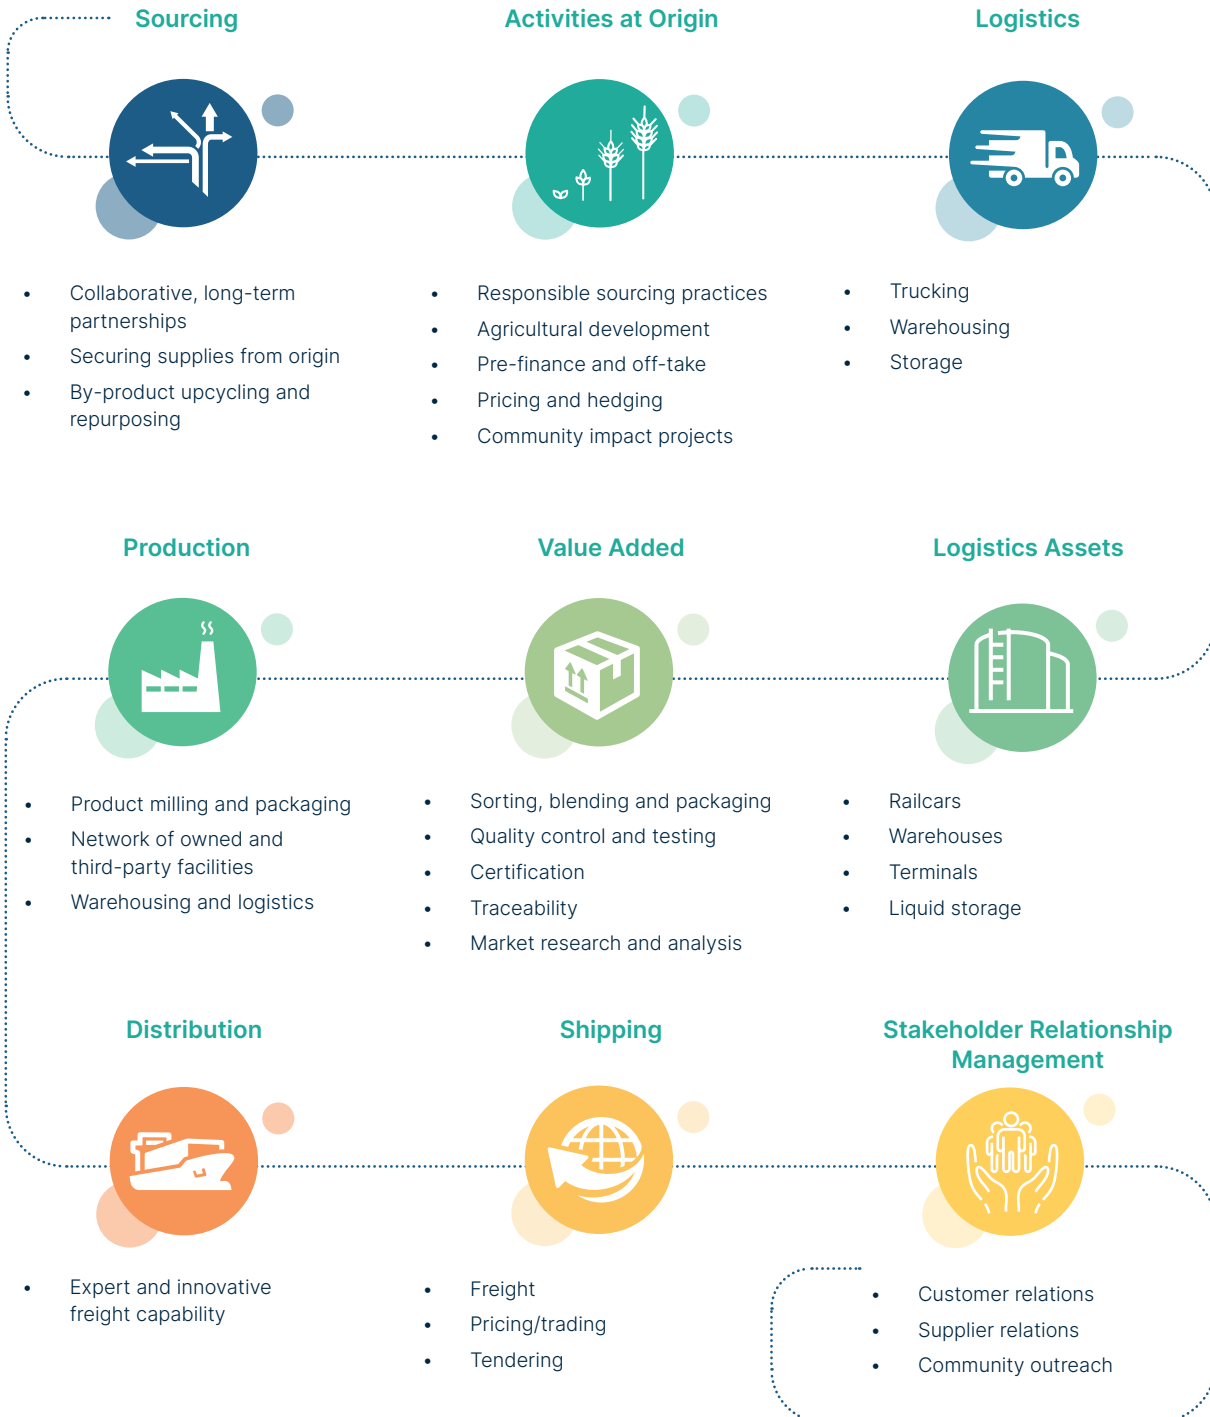 Sourcing
• Collaborative, long-term
partnerships
• Securing supplies from origin
• By-product upcycling and
repurposing
Activities at Origin
• Responsible sourcing practices
• Agricultural development
• Pre-finance and off-take
• Pricing and hedging
• Community impact projects
Logistics
• Trucking
• Warehousing
• Storage
Production
• Product milling and packaging
• Network of owned and
third-party facilities
• Warehousing and logistics
Value Added
• Sorting, blending and packaging
• Quality control and testing
• Certification
• Traceability
• Market research and analysis
Logistics Assets
• Railcars
• Warehouses
• Terminals
• Liquid storage
Distribution
• Expert and innovative
freight capability
Shipping
• Freight
• Pricing/trading
• Tendering
Stakeholder Relationship
Management
• Customer relations
• Supplier relations
• Community outreach